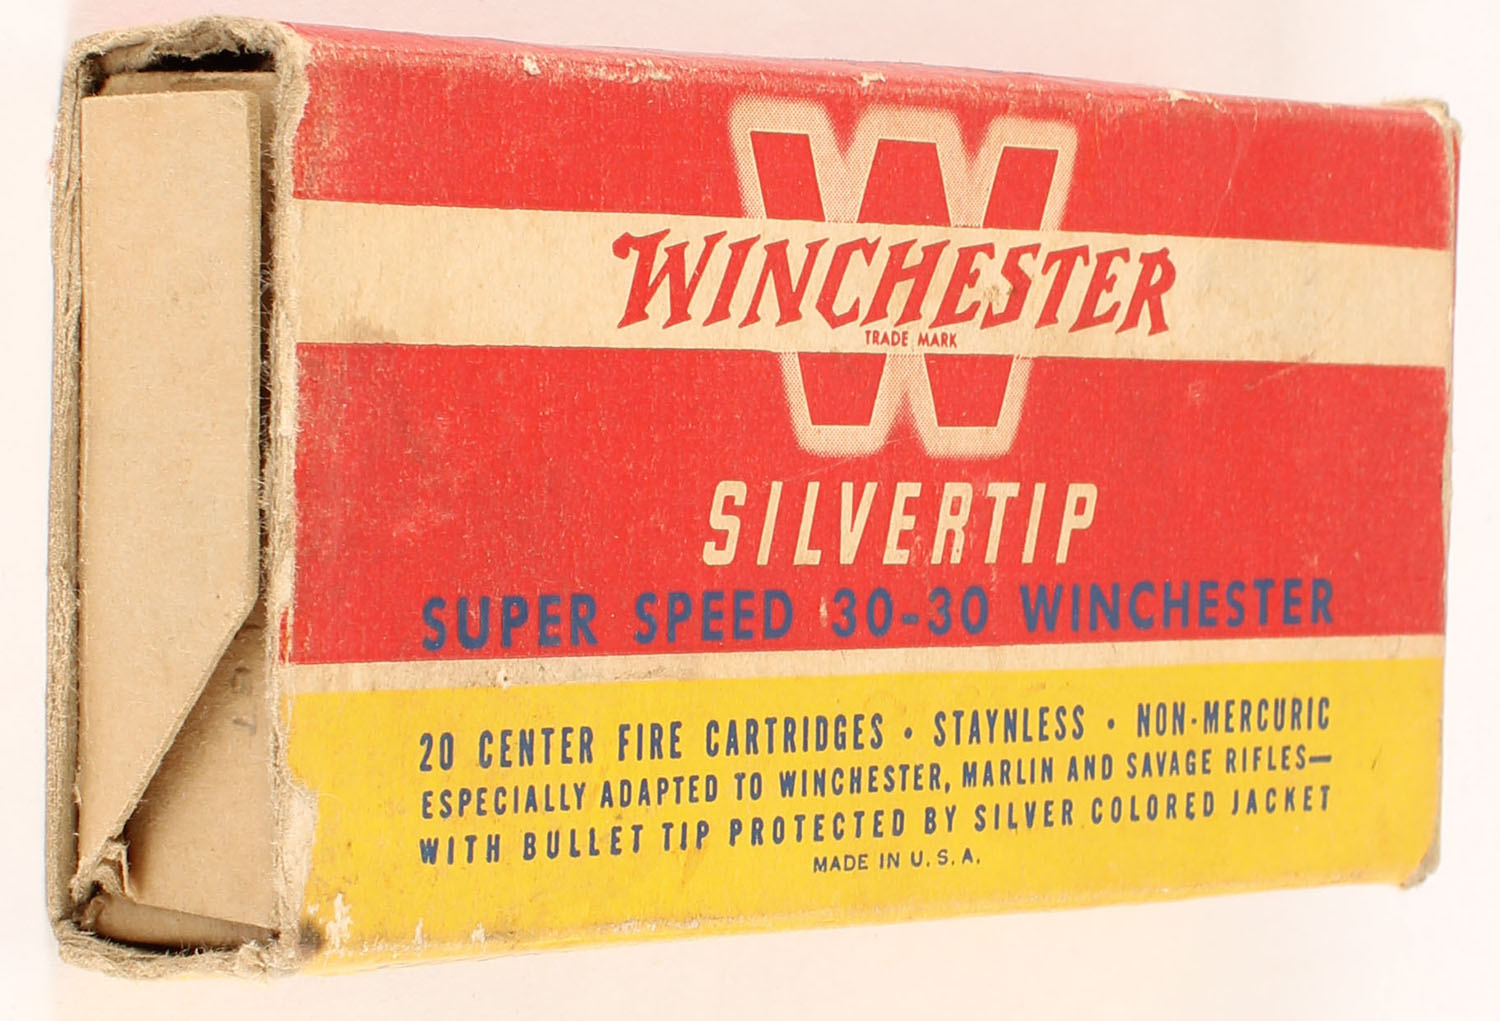 W
WINCHESTER
TRADE MARK
SILVERTIP
SUPER SPEED 30-30 WINCHESTER
20 CENTER FIRE CARTRIDGES • STAYNLESS • NON-MERCURIC
ESPECIALLY ADAPTED TO WINCHESTER, MARLIN AND SAVAGE RIFLES—
WITH BULLET TIP PROTECTED BY SILVER COLORED JACKET
MADE IN U.S.A.